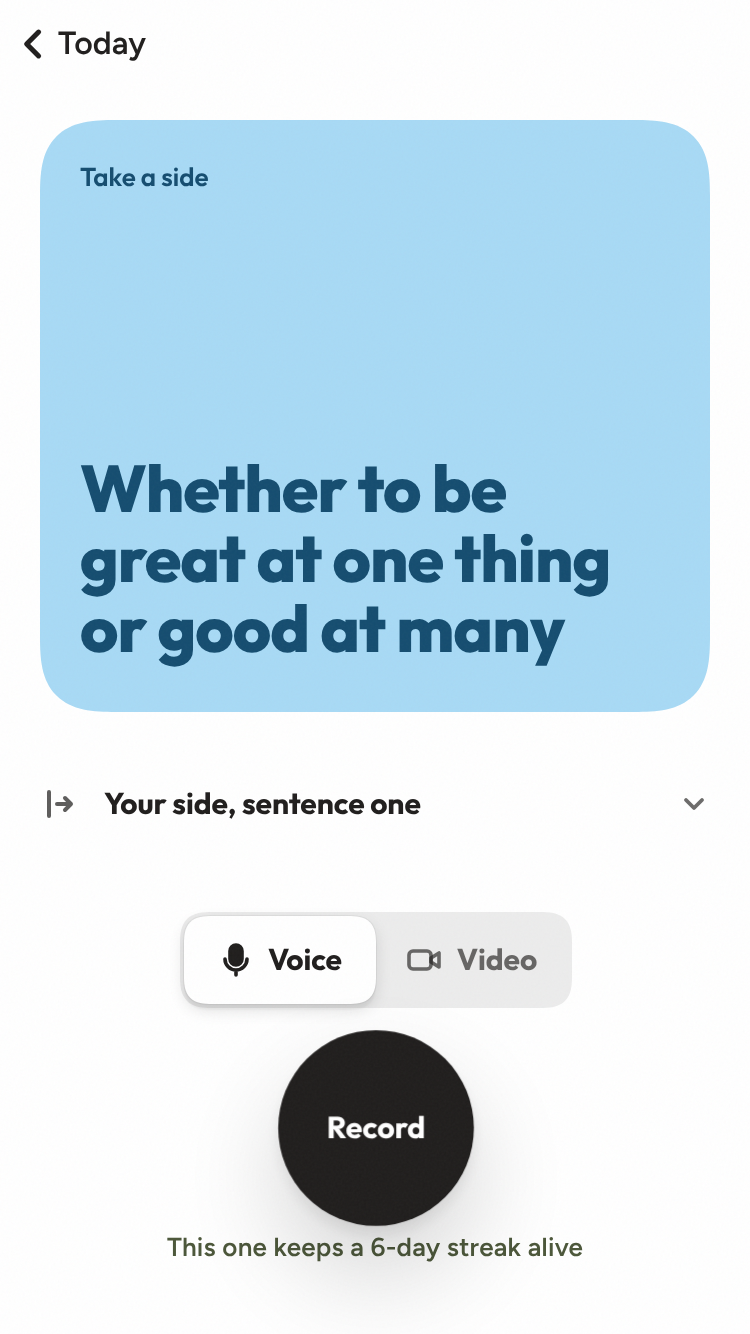 Today
Take a side
Whether to be
great at one thing
or good at many
Your side, sentence one
Voice
Video
Record
This one keeps a 6-day streak alive